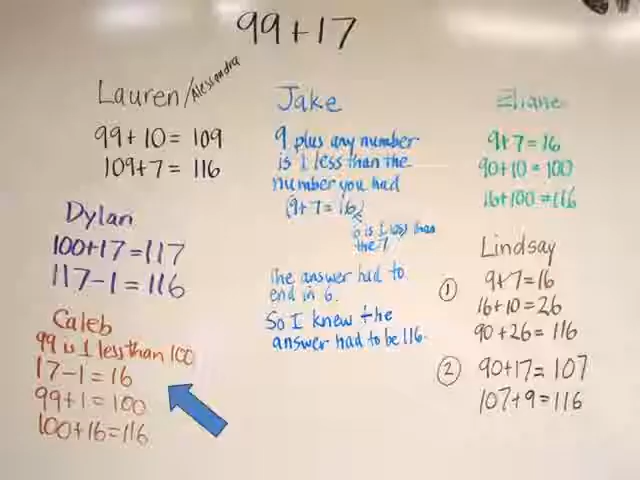 99+17
Lauren/Alessandra
99+10=109
109+7=116
Dylan
100+17=117
117-1=116
Caleb
99 is 1 less than 100
17-1=16
99+1=100
100+16=116
Jake
9 plus any number
is 1 less than the
number you had
(9+7=16)
6 is 1 less than
the 7
The answer had to
end in 6.
So I knew the
answer had to be 116.
Eliane
9+7=16
90+10=100
16+100=116
Lindsay
① 9+7=16
16+10=26
90+26=116
② 90+17=107
107+9=116